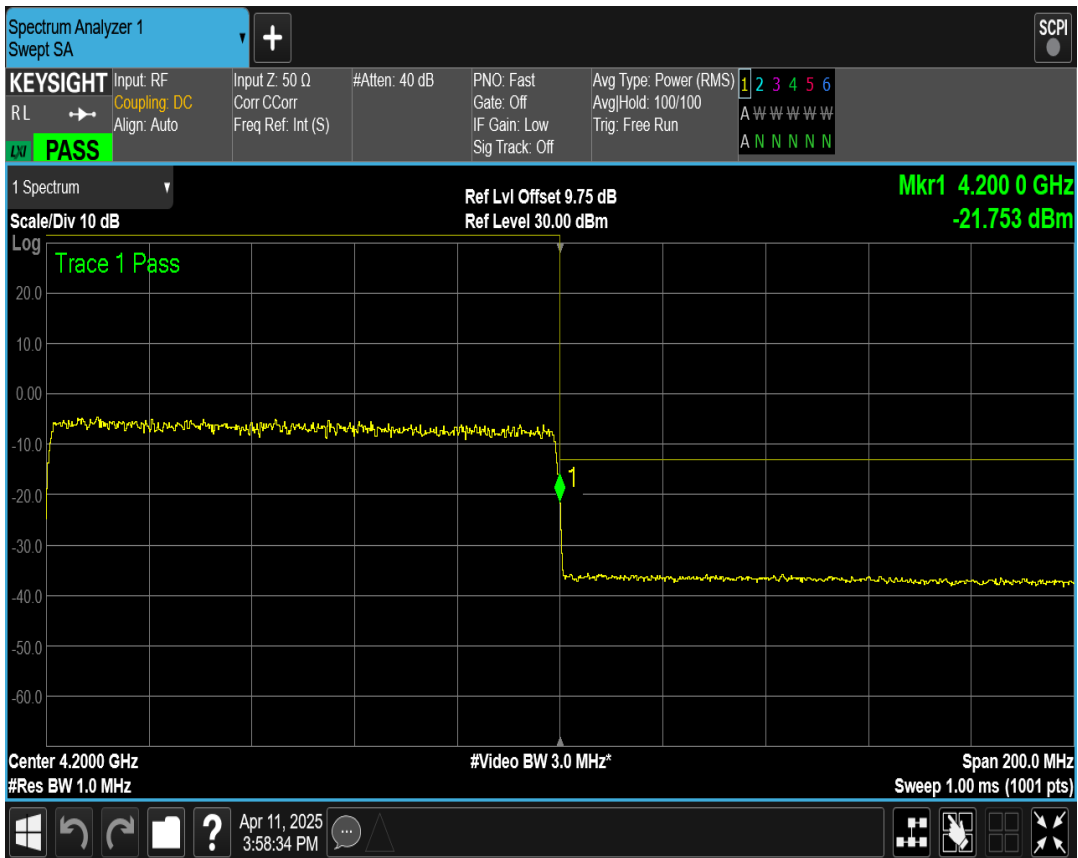 Spectrum Analyzer 1
Swept SA
+
SCPI
KEYSIGHT
RL
LXI PASS
Input: RF
Coupling: DC
Align: Auto
Input Z: 50 Ω
Corr CCorr
Freq Ref: Int (S)
#Atten: 40 dB
PNO: Fast
Gate: Off
IF Gain: Low
Sig Track: Off
Avg Type: Power (RMS)
Avg|Hold: 100/100
Trig: Free Run
1 2 3 4 5 6
A W W W W W
A N N N N N
1 Spectrum
Scale/Div 10 dB
Ref Lvl Offset 9.75 dB
Ref Level 30.00 dBm
Mkr1 4.200 0 GHz
-21.753 dBm
Log
Trace 1 Pass
20.0
10.0
0.00
-10.0
1
-20.0
-30.0
-40.0
-50.0
-60.0
Center 4.2000 GHz
#Video BW 3.0 MHz*
Span 200.0 MHz
#Res BW 1.0 MHz
Sweep 1.00 ms (1001 pts)
?
Apr 11, 2025
3:58:34 PM